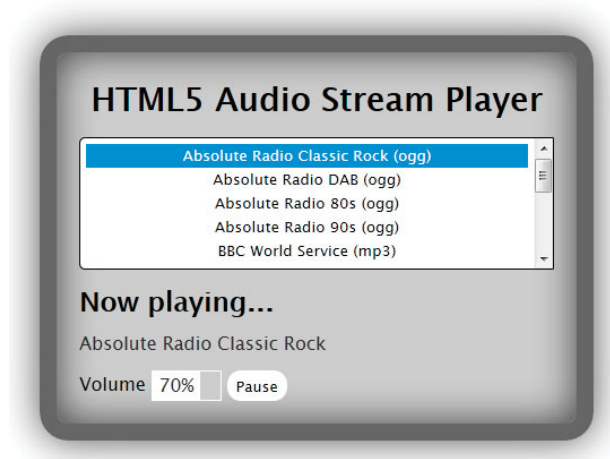 HTML5 Audio Stream Player
Absolute Radio Classic Rock (ogg)
Absolute Radio DAB (ogg)
Absolute Radio 80s (ogg)
Absolute Radio 90s (ogg)
BBC World Service (mp3)
Now playing...
Absolute Radio Classic Rock
Volume 70% Pause